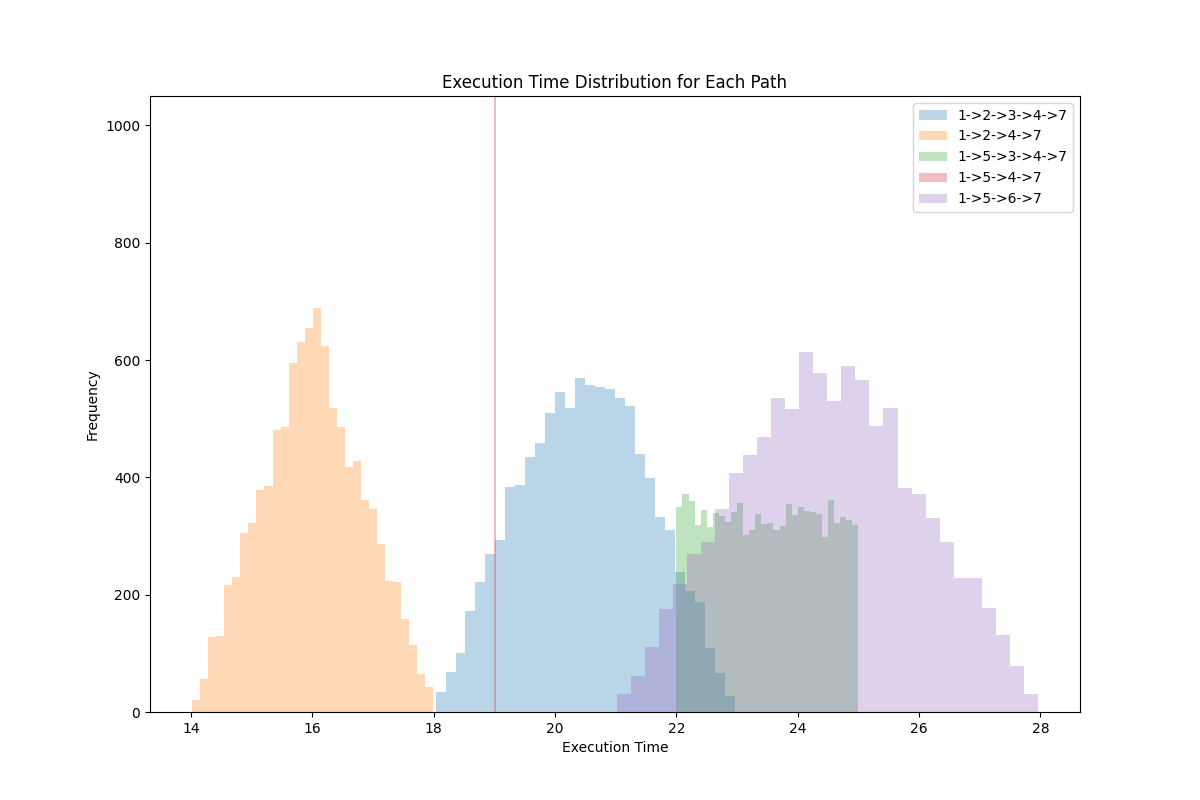 Execution Time Distribution for Each Path
1->2->3->4->7
1->2->4->7
1->5->3->4->7
1->5->4->7
1->5->6->7
1000
800
600
400
200
0
Frequency
14 16 18 20 22 24 26 28
Execution Time